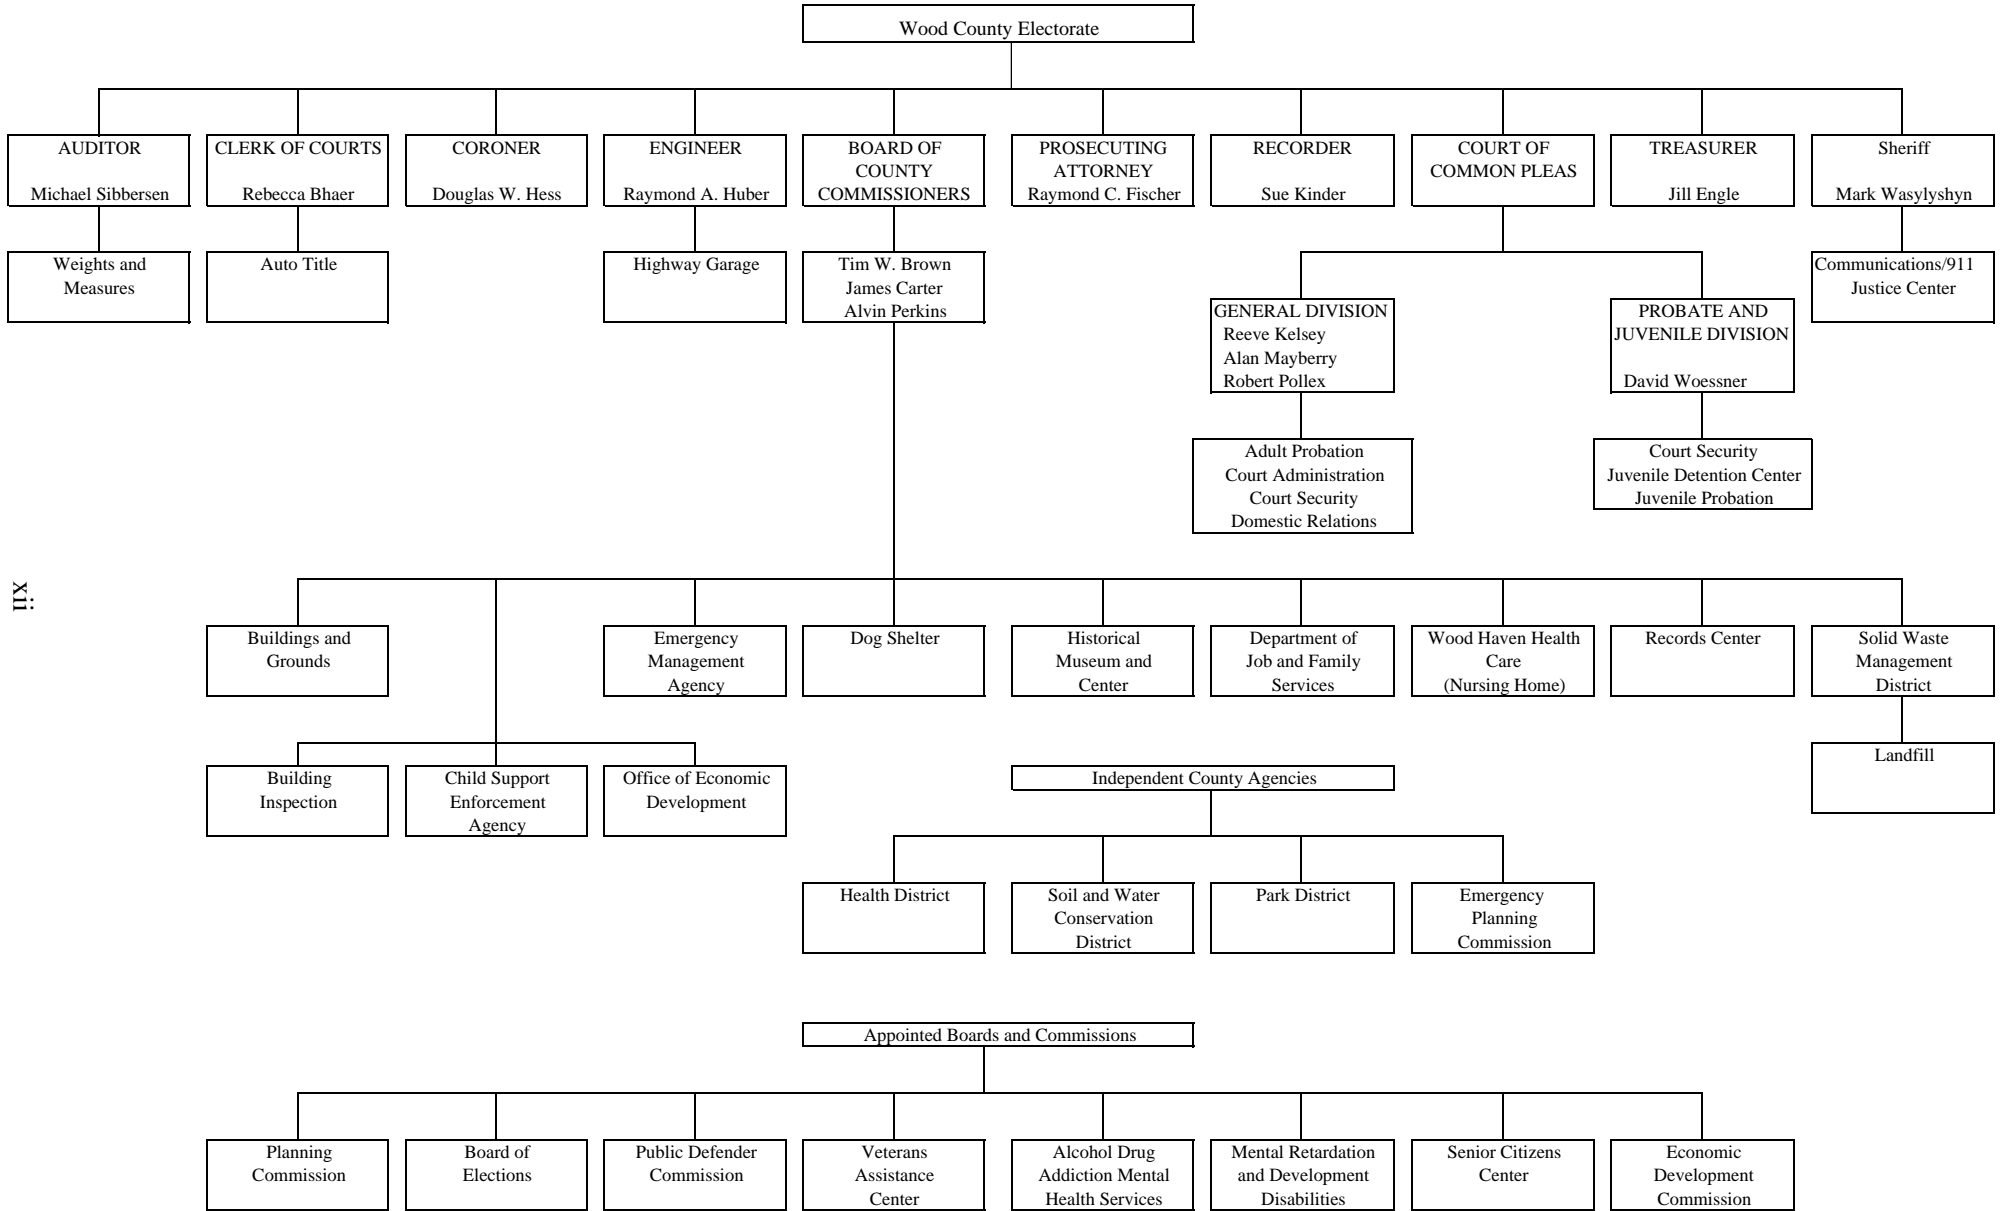 Wood County Electorate
AUDITOR
Michael Sibbersen
CLERK OF COURTS
Rebecca Bhaer
CORONER
Douglas W. Hess
ENGINEER
Raymond A. Huber
BOARD OF
COUNTY
COMMISSIONERS
PROSECUTING
ATTORNEY
Raymond C. Fischer
RECORDER
Sue Kinder
COURT OF
COMMON PLEAS
TREASURER
Jill Engle
Sheriff
Mark Wasylyshyn
Weights and
Measures
Auto Title
Highway Garage
Tim W. Brown
James Carter
Alvin Perkins
Communications/911
Justice Center
GENERAL DIVISION
Reeve Kelsey
Alan Mayberry
Robert Pollex
PROBATE AND
JUVENILE DIVISION
David Woessner
Adult Probation
Court Administration
Court Security
Domestic Relations
Court Security
Juvenile Detention Center
Juvenile Probation
xii
Buildings and
Grounds
Emergency
Management
Agency
Dog Shelter
Historical
Museum and
Center
Department of
Job and Family
Services
Wood Haven Health
Care
(Nursing Home)
Records Center
Solid Waste
Management
District
Building
Inspection
Child Support
Enforcement
Agency
Office of Economic
Development
Independent County Agencies
Landfill
Health District
Soil and Water
Conservation
District
Park District
Emergency
Planning
Commission
Appointed Boards and Commissions
Planning
Commission
Board of
Elections
Public Defender
Commission
Veterans
Assistance
Center
Alcohol Drug
Addiction Mental
Health Services
Mental Retardation
and Development
Disabilities
Senior Citizens
Center
Economic
Development
Commission